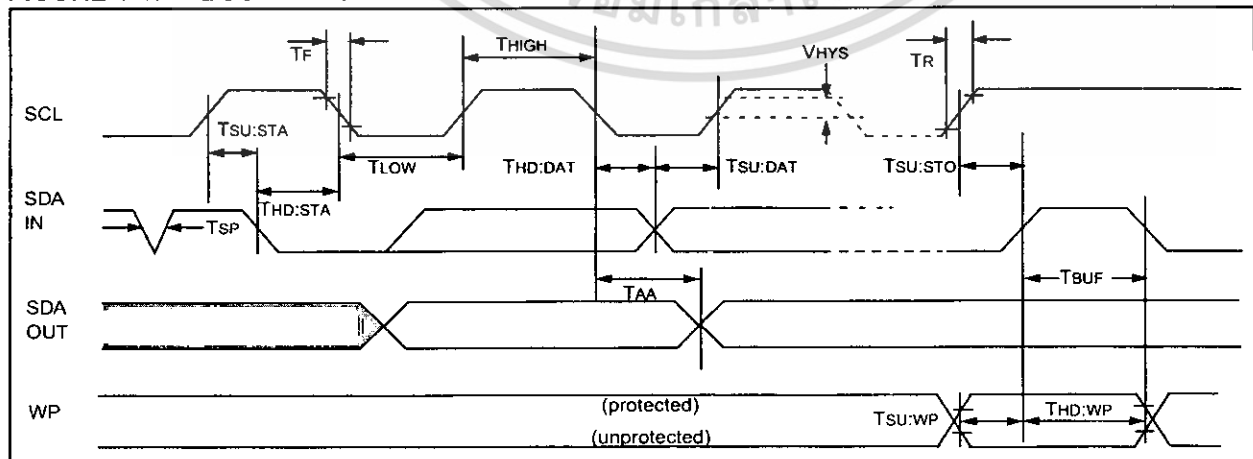 TF
THIGH
VHYS
TR
SCL
TSU:STA
TLOW
THD:DAT
TSU:DAT
TSU:STO
SDA
IN
TSP
THD:STA
TAA
TBUF
SDA
OUT
WP
(protected)
(unprotected)
TSU:WP
THD:WP